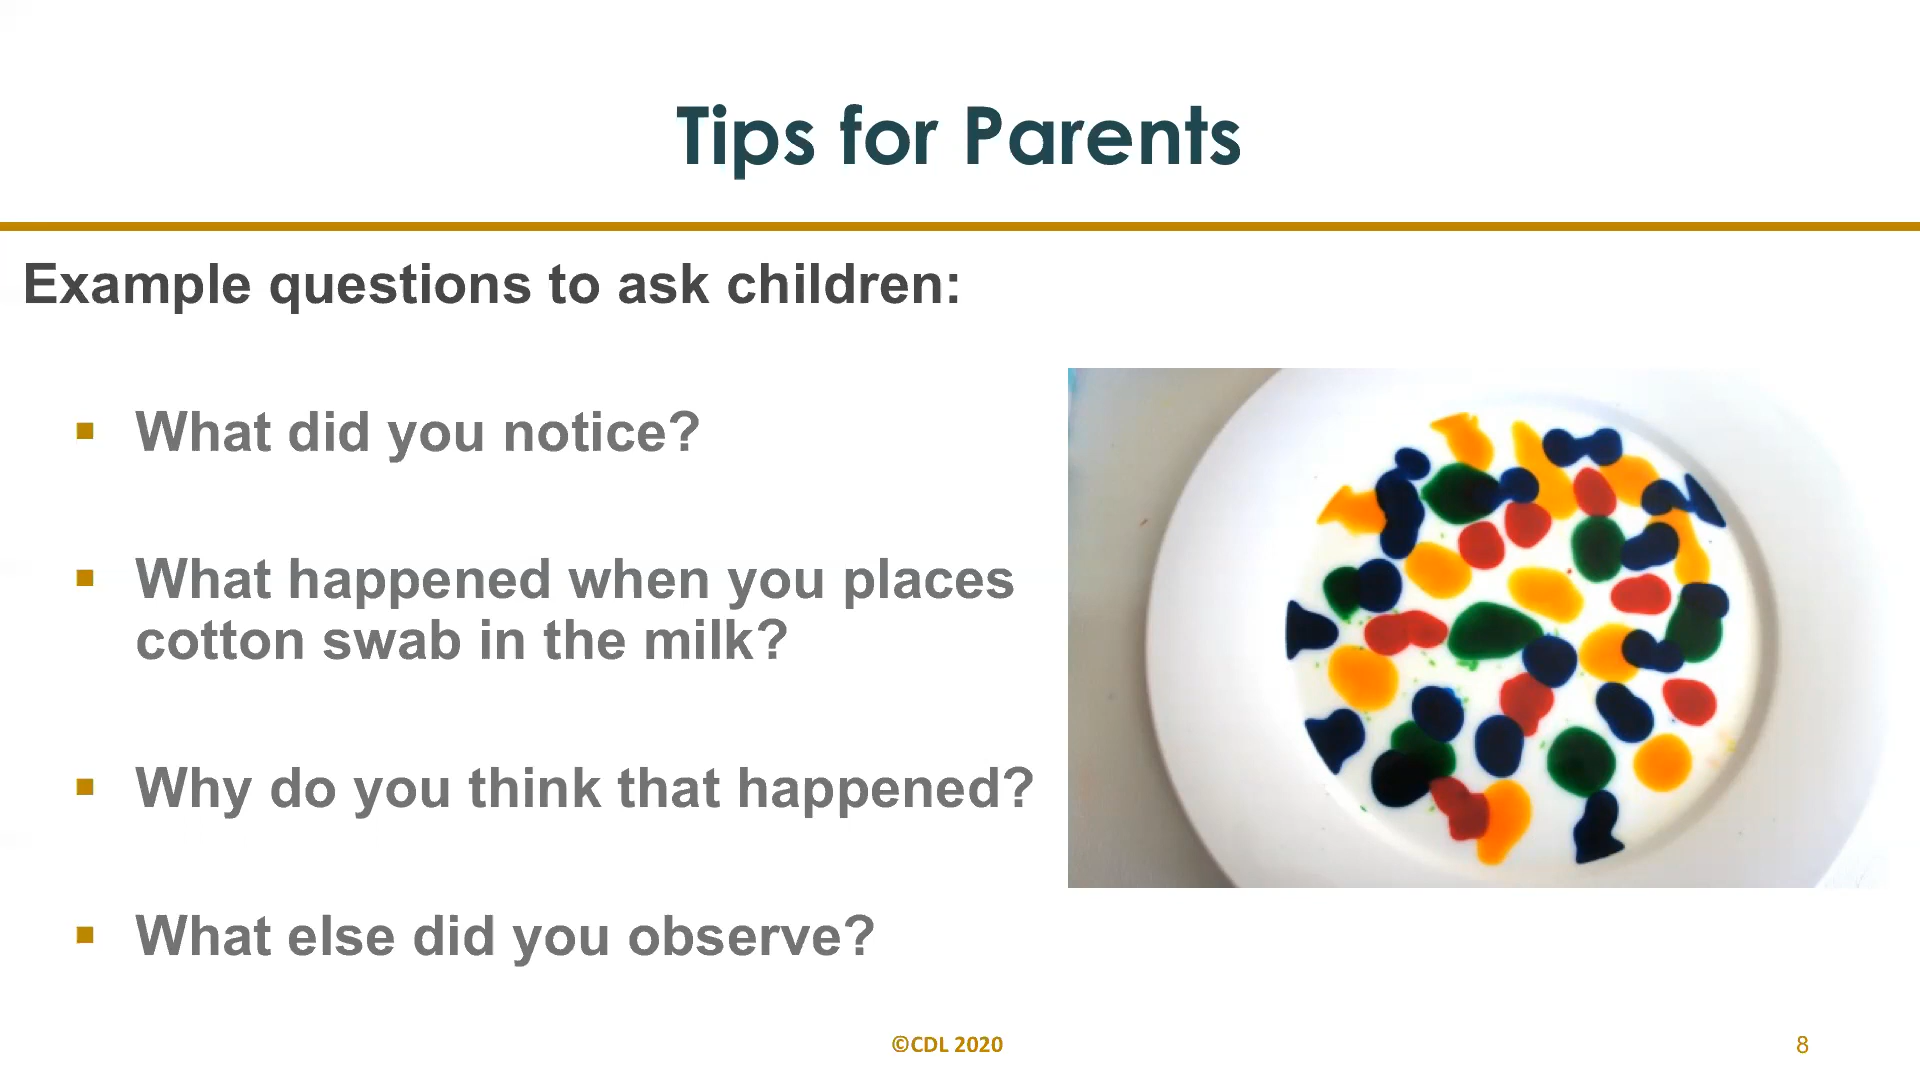 Tips for Parents
Example questions to ask children:
▪ What did you notice?
▪ What happened when you places
cotton swab in the milk?
▪ Why do you think that happened?
▪ What else did you observe?
©CDL 2020
8